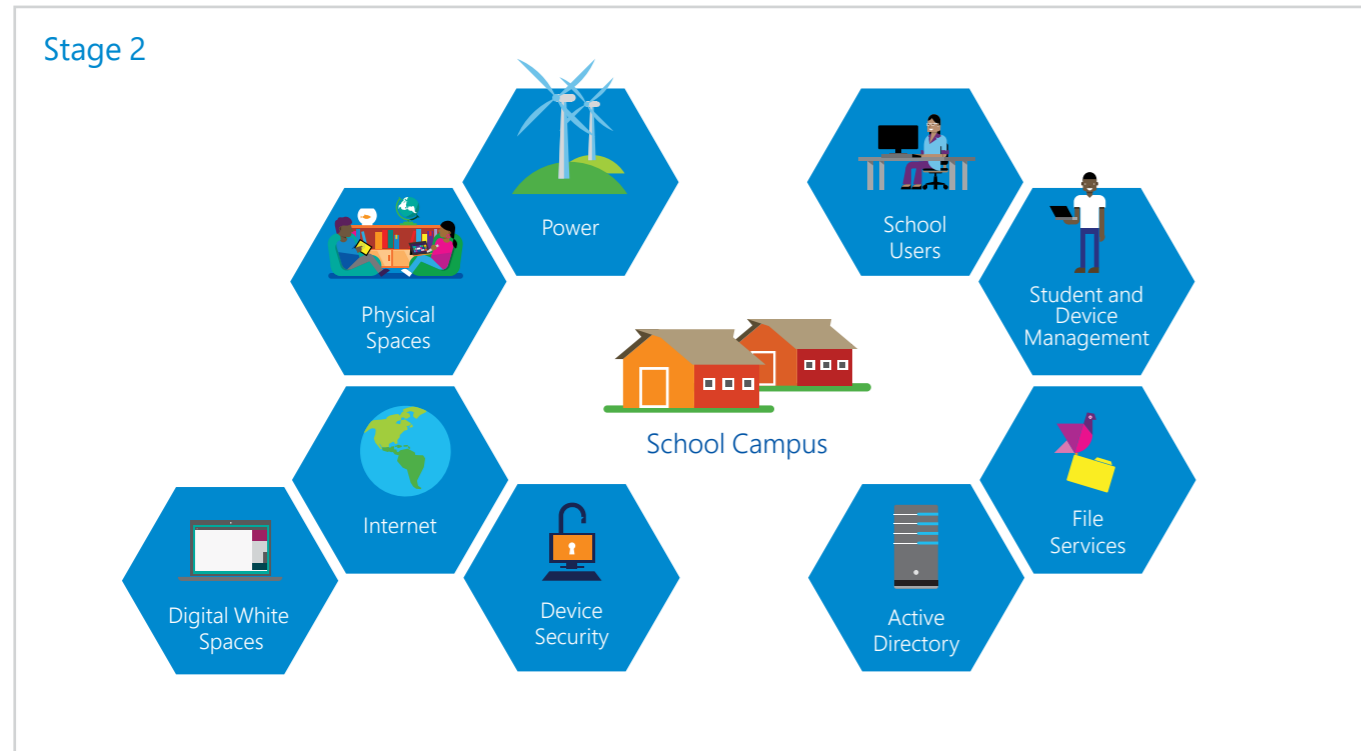 Stage 2
Power
School
Users
Physical
Spaces
Student and
Device
Management
School Campus
Internet
File
Services
Digital White
Spaces
Device
Security
Active
Directory